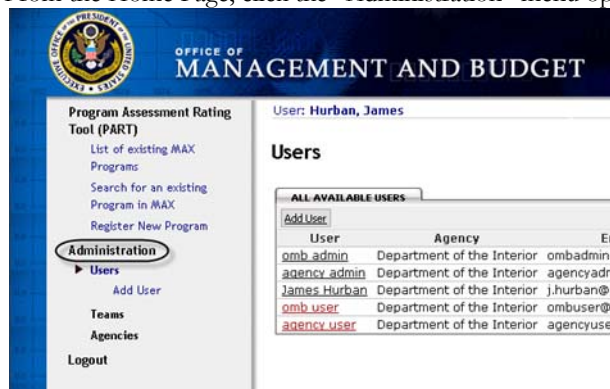 From the Home Page, click the "Administration" menu op
OFFICE OF
MANAGEMENT AND BUDGET
Program Assessment Rating
Tool (PART)
List of existing MAX
Programs
Search for an existing
Program in MAX
Register New Program
Administration
Users
Add User
Teams
Agencies
Logout
User: Hurban, James
Users
ALL AVAILABLE USERS
Add User
User Agency E
omb admin Department of the Interior ombadmin
agency admin Department of the Interior agencyadr
James Hurban Department of the Interior j.hurban@
omb user Department of the Interior ombuser@
agency user Department of the Interior agencyuse